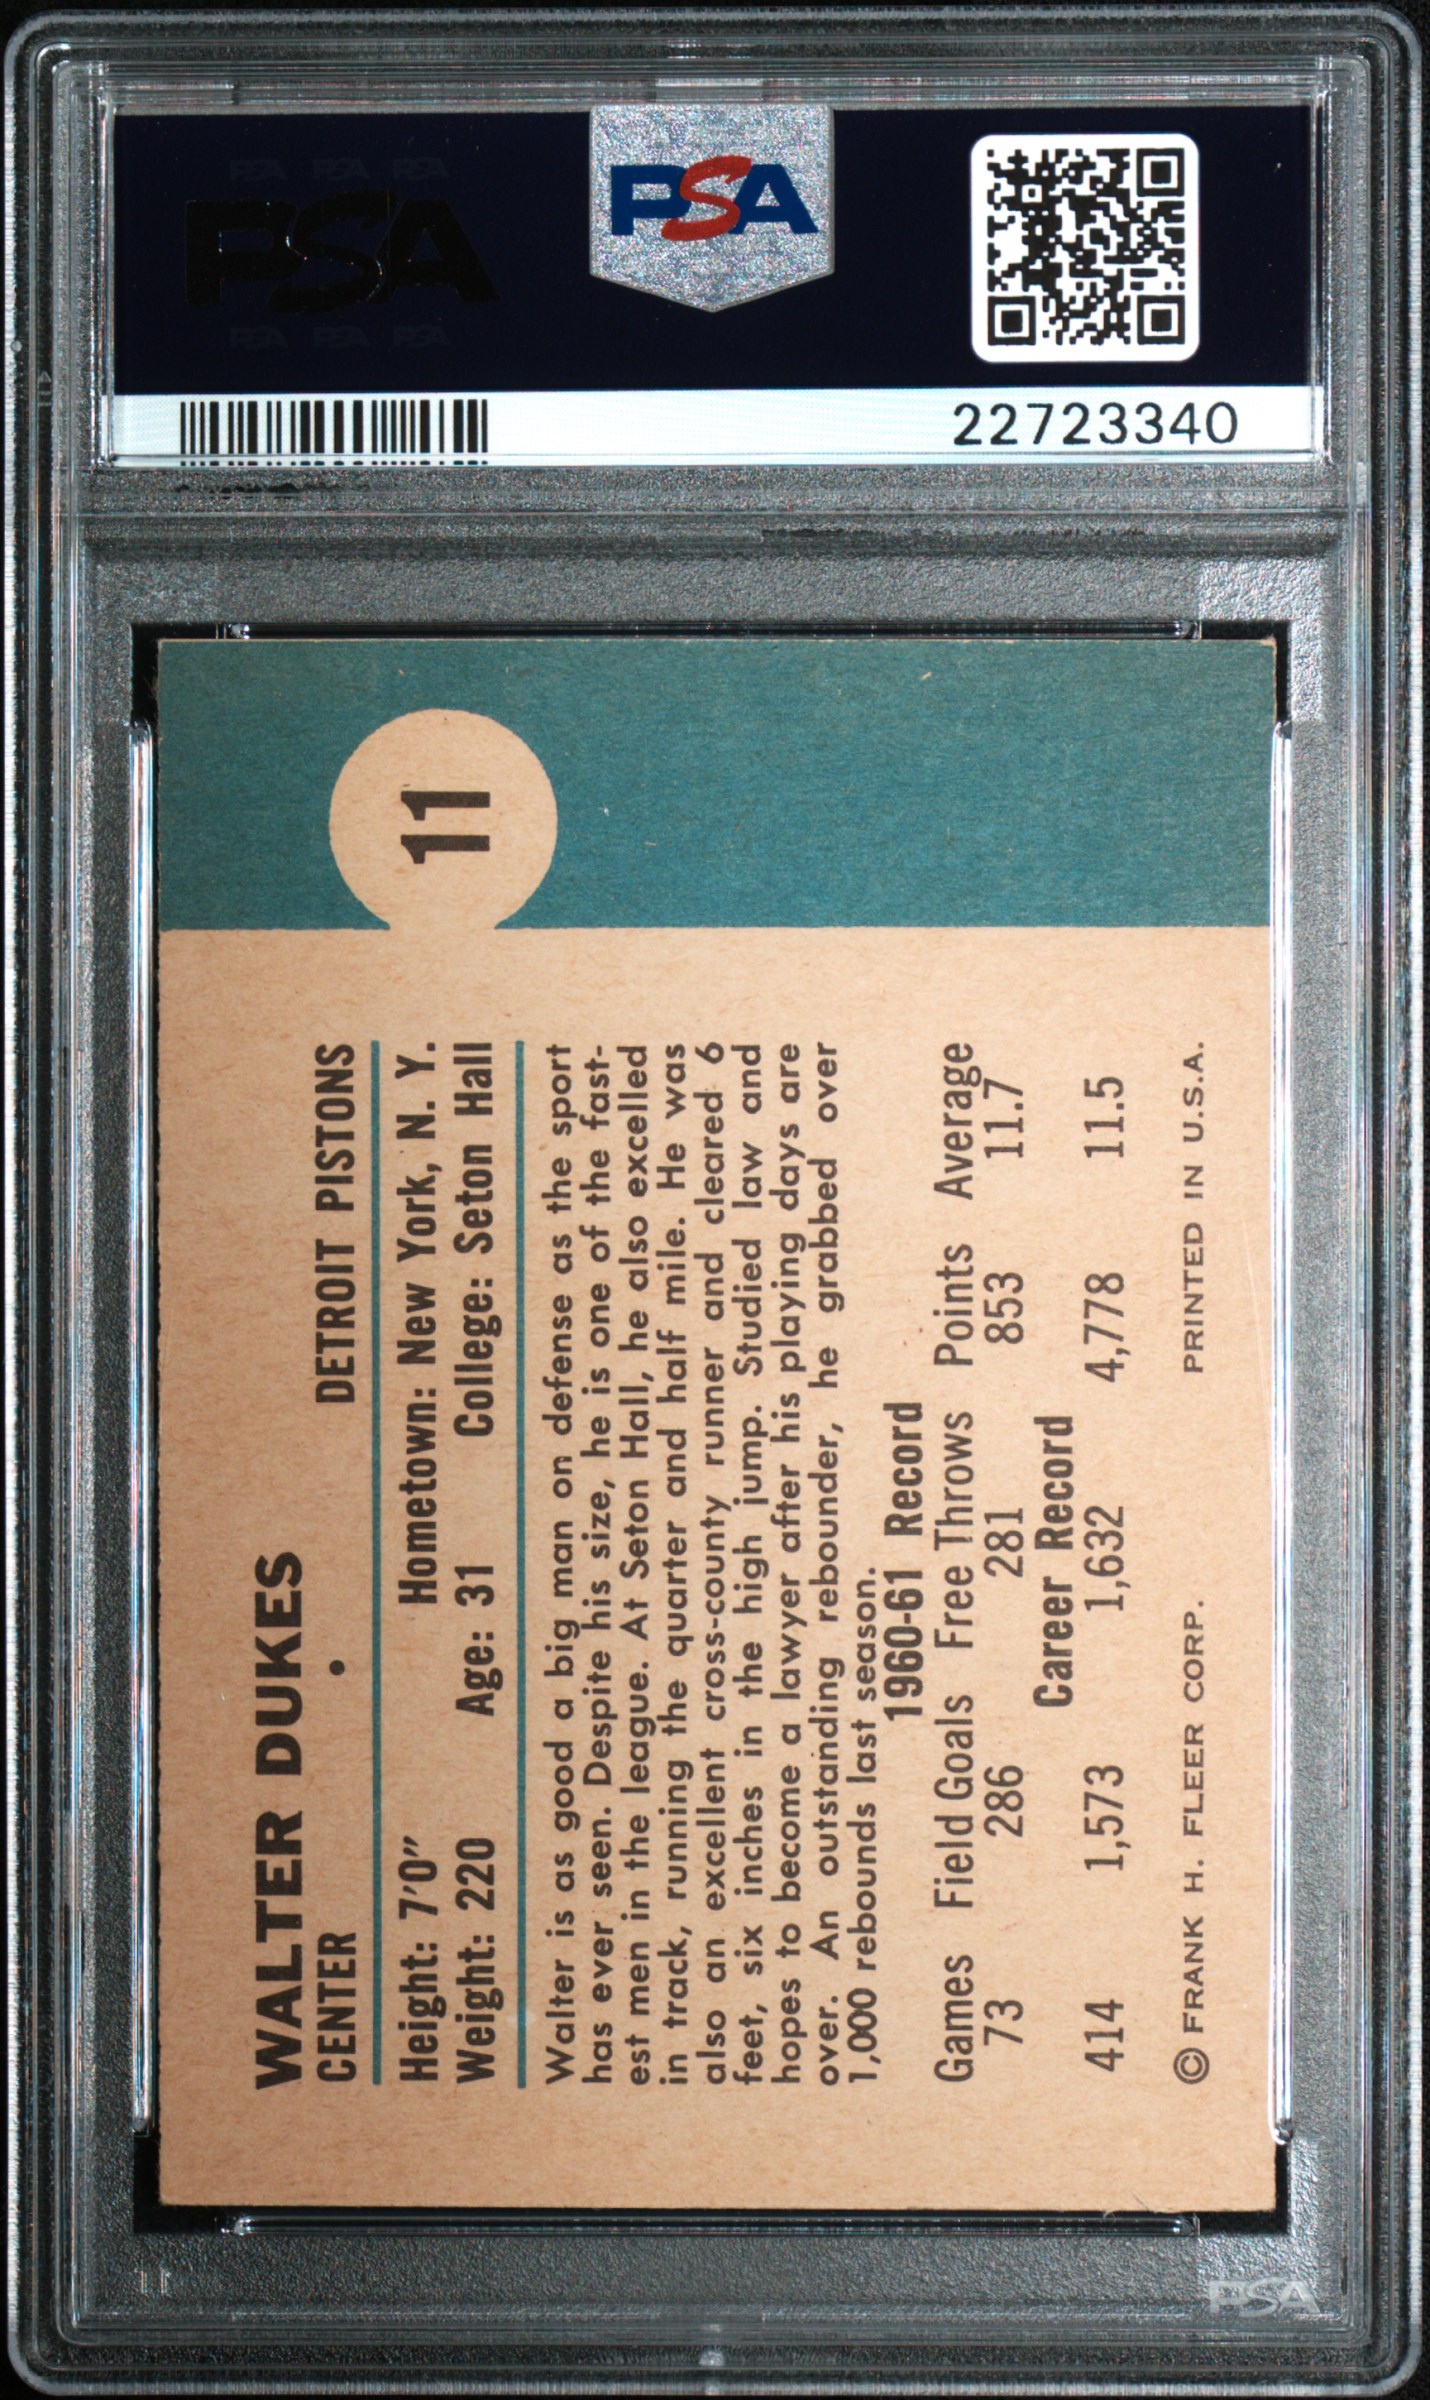 PSA PSA PSA
PSA
PSA PSA PSA
PSA
22723340
11
WALTER DUKES
CENTER • DETROIT PISTONS
Height: 7'0" Hometown: New York, N. Y.
Weight: 220 Age: 31 College: Seton Hall
Walter is as good a big man on defense as the sport
has ever seen. Despite his size, he is one of the fast-
est men in the league. At Seton Hall, he also excelled
in track, running the quarter and half mile. He was
also an excellent cross-county runner and cleared 6
feet, six inches in the high jump. Studied law and
hopes to become a lawyer after his playing days are
over. An outstanding rebounder, he grabbed over
1,000 rebounds last season.
1960-61 Record
Games Field Goals Free Throws Points Average
73 286 281 853 11.7
Career Record
414 1,573 1,632 4,778 11.5
© FRANK H. FLEER CORP. PRINTED IN U.S.A.
PSA